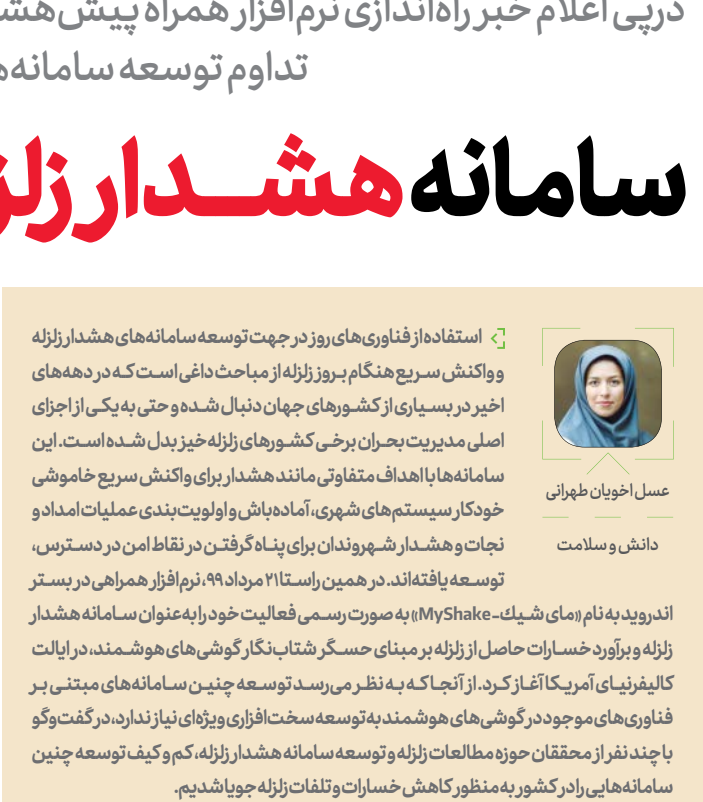 درپی اعلام خبر راه‌اندازی نرم‌افزار همراه پیش‌هشد
تداوم توسعه سامانه‌ه
سامانه هشدار زلز
عسل اخویان طهرانی
دانش و سلامت
استفاده از فناوری‌های روز در جهت توسعه سامانه‌های هشدار زلزله
و واکنش سریع هنگام بروز زلزله از مباحث داغی است که در دهه‌های
اخیر در بسیاری از کشورهای جهان دنبال شده و حتی به یکی از اجزای
اصلی مدیریت بحران برخی کشورهای زلزله‌خیز بدل شده است. این
سامانه‌ها با اهداف متفاوتی مانند هشدار برای واکنش سریع خاموشی
خودکار سیستم‌های شهری، آماده‌باش و اولویت‌بندی عملیات امداد و
نجات و هشدار شهروندان برای پناه گرفتن در نقاط امن در دسترس،
توسعه یافته‌اند. در همین راستا ۲۱ مرداد ۹۹، نرم‌افزار همراهی در بستر
اندروید به نام «مای شیك-MyShake» به صورت رسمی فعالیت خود را به‌عنوان سامانه هشدار
زلزله و برآورد خسارات حاصل از زلزله بر مبنای حسگر شتاب‌نگار گوشی‌های هوشمند، در ایالت
کالیفرنیای آمریکا آغاز کرد. از آنجا که به نظر می‌رسد توسعه چنین سامانه‌های مبتنی بر
فناوری‌های موجود در گوشی‌های هوشمند به توسعه سخت‌افزاری ویژه‌ای نیاز ندارد، در گفت‌وگو
با چند نفر از محققان حوزه مطالعات زلزله و توسعه سامانه هشدار زلزله، کم و کیف توسعه چنین
سامانه‌هایی را در کشور به منظور کاهش خسارات و تلفات زلزله جویا شدیم.